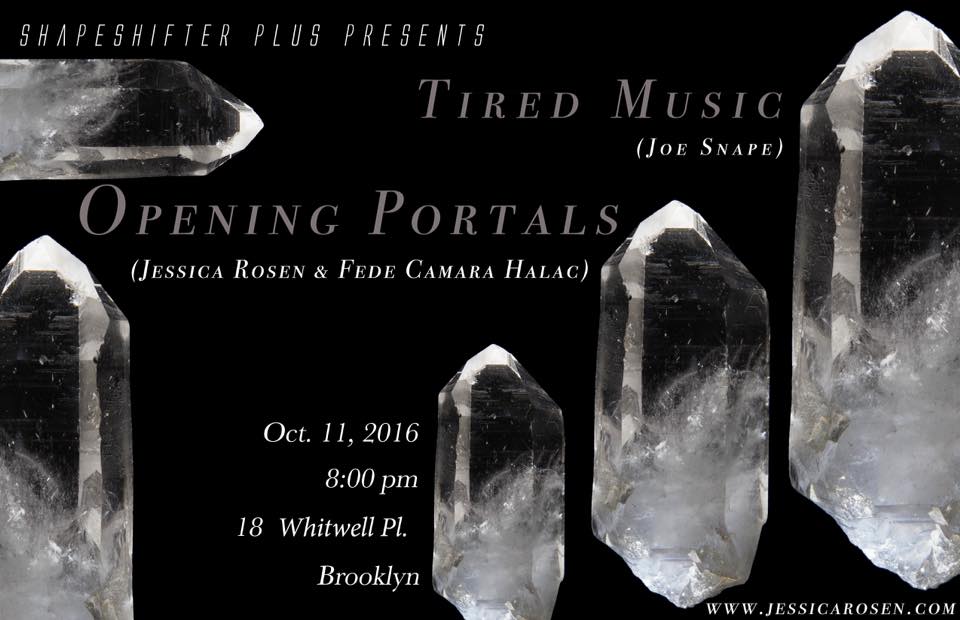 SHAPESHIFTER PLUS PRESENTS
TIRED MUSIC
(JOE SNAPE)
OPENING PORTALS
(JESSICA ROSEN & FEDE CAMARA HALAC)
Oct. 11, 2016
8:00 pm
18 Whitwell Pl.
Brooklyn
WWW.JESSICAROSEN.COM